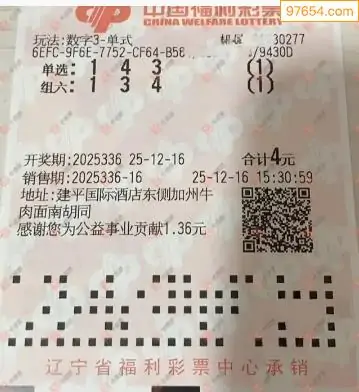 97654.com
中国福利彩票
CHINA WELFARE LOTTERY
玩法:数字3-单式
30277
6EFC-9F6E-7752-CF64-B56
/9430D
单选: 1 4 3 (1)
组六: 1 3 4 (1)
开奖期:2025336 25-12-16 合计4元
销售期:2025336-16 25-12-16 15:30:59
地址:建平国际酒店东侧加州牛
肉面南胡司
感谢您为公益事业贡献1.36元
辽宁省福利彩票中心承销